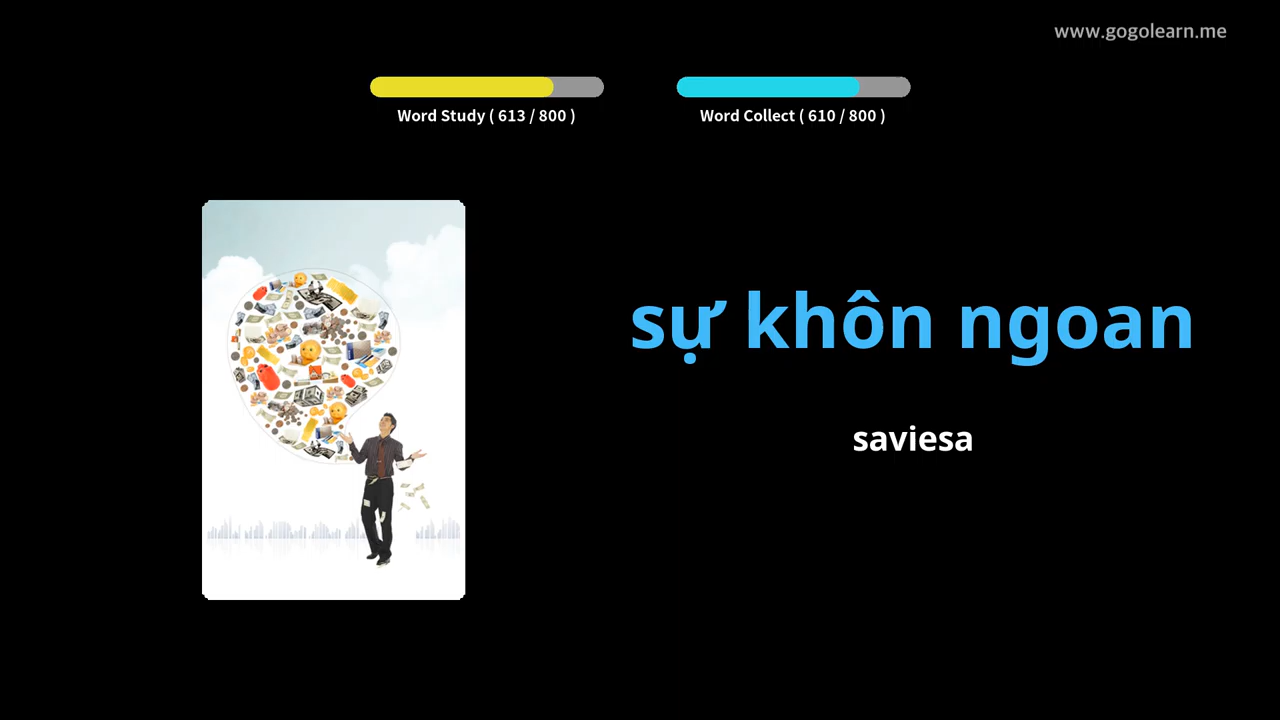 www.gogolearn.me
Word Study ( 613 / 800 )
Word Collect ( 610 / 800 )
sự khôn ngoan
saviesa